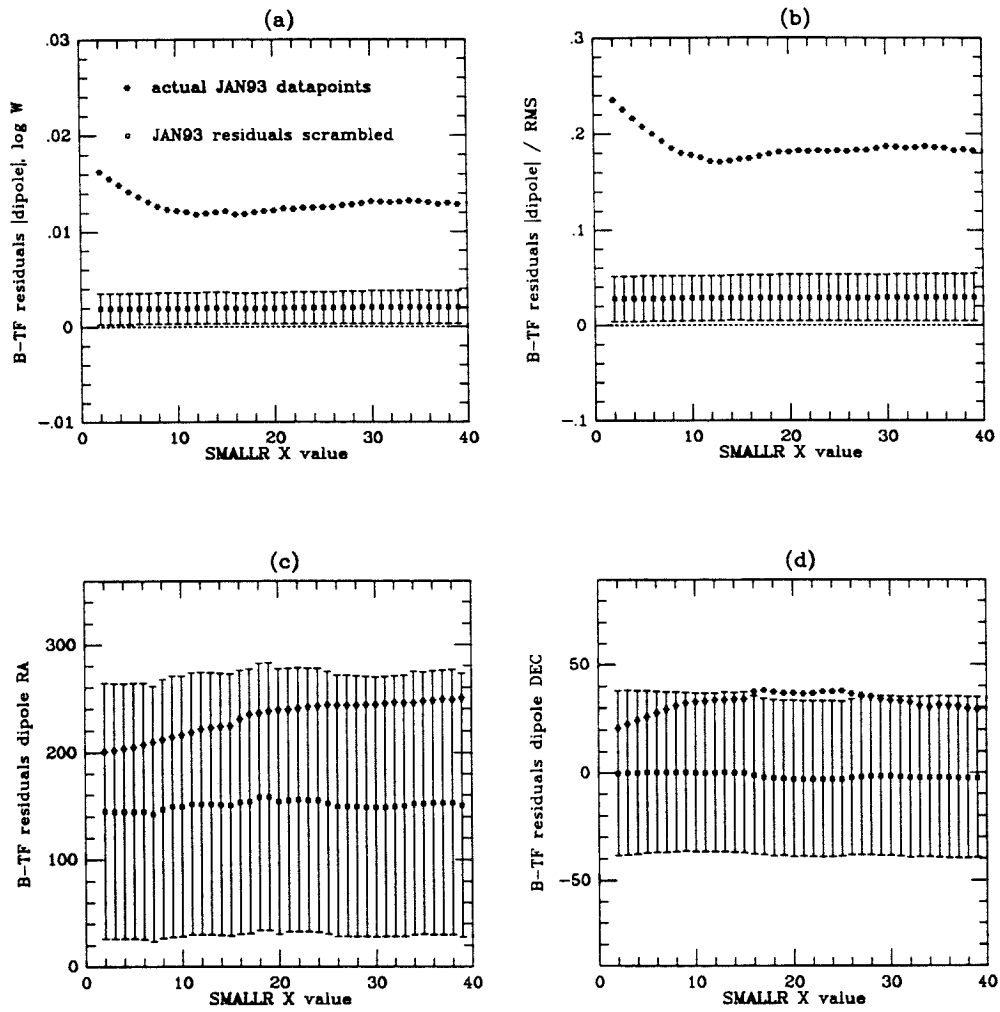 (a)
.03
.02
.01
0
-.01
0
10
20
30
40
B-TF residuals |dipole|, log W
SMALLR X value
actual JAN93 datapoints
JAN93 residuals scrambled
(b)
.3
.2
.1
0
-.1
0
10
20
30
40
B-TF residuals |dipole| / RMS
SMALLR X value
(c)
300
200
100
0
0
10
20
30
40
B-TF residuals dipole RA
SMALLR X value
(d)
50
0
-50
0
10
20
30
40
B-TF residuals dipole DEC
SMALLR X value